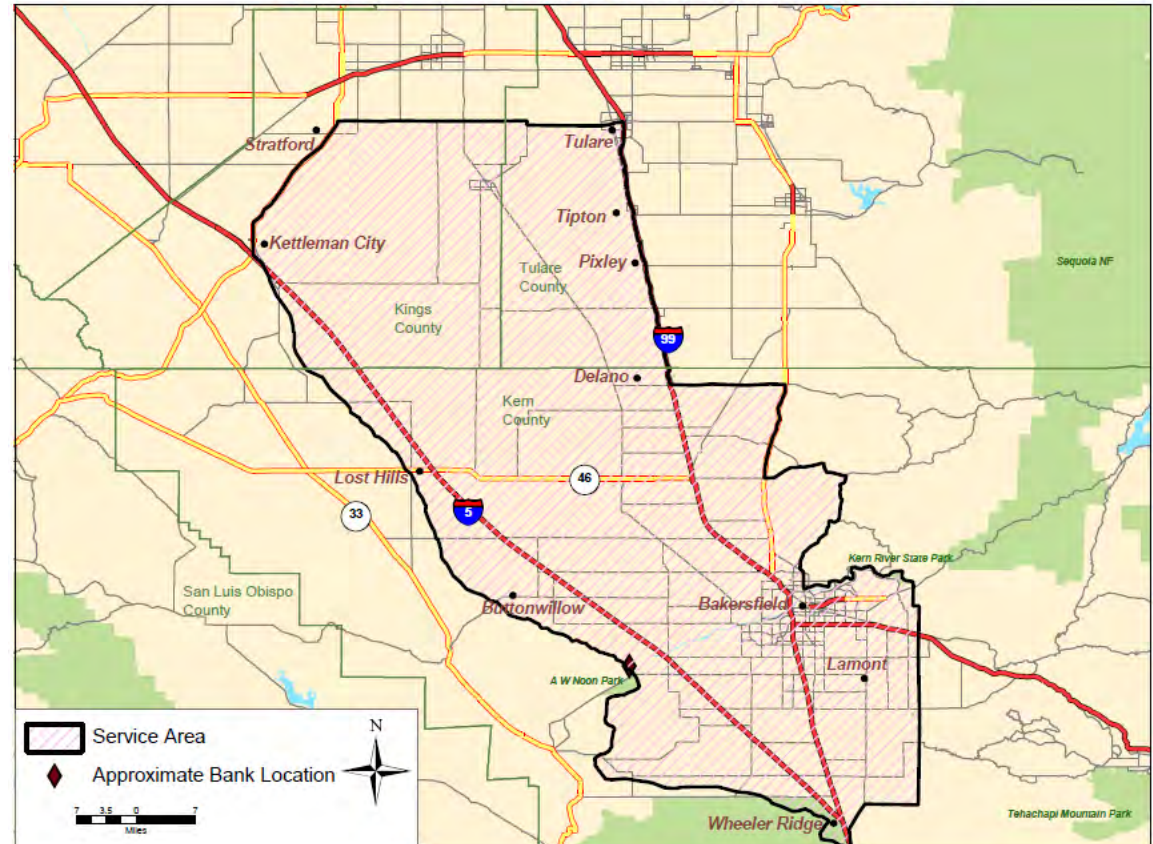 Stratford
Tulare
Tipton
Kettleman City
Pixley
Tulare
County
Sequoia NF
Kings
County
99
Delano
Kern
County
Lost Hills
46
5
33
Kern River State Park
San Luis Obispo
County
Buttonwillow
Bakersfield
Lamont
A W Noon Park
Service Area
N
Approximate Bank Location
7 3.5 0 7
Miles
Wheeler Ridge
Tehachapi Mountain Park